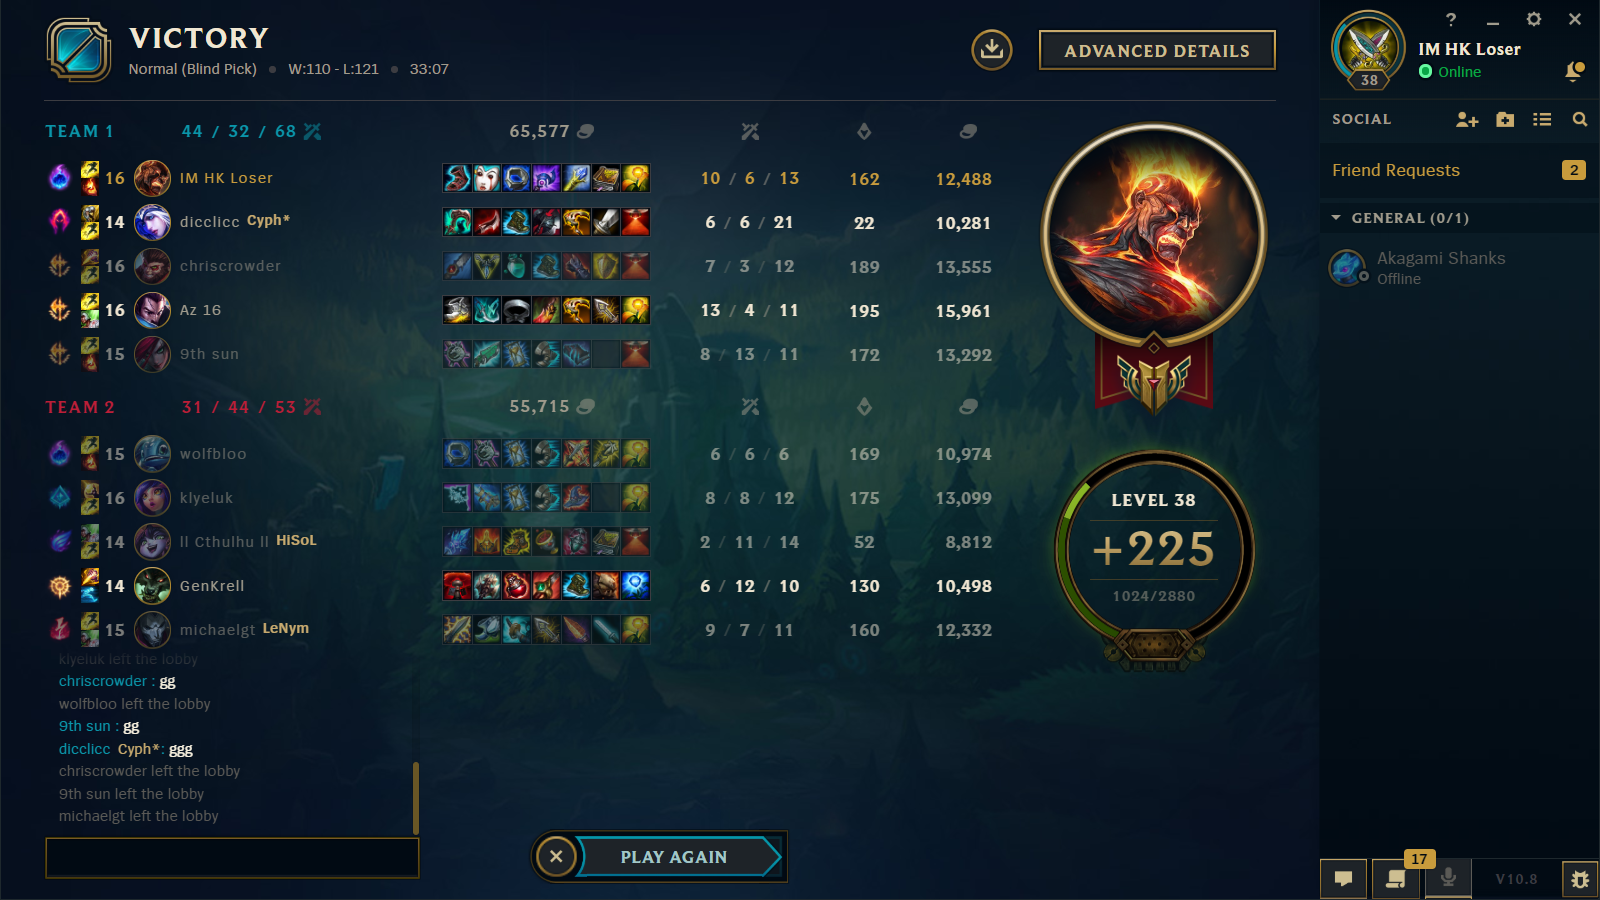 VICTORY
Normal (Blind Pick) • W:110 - L:121 • 33:07
ADVANCED DETAILS
?
IM HK Loser
38
Online
SOCIAL
Friend Requests 2
GENERAL (0/1)
Akagami Shanks
Offline
TEAM 1 44 / 32 / 68 65,577
16 IM HK Loser 10 / 6 / 13 162 12,488
14 dicclicc Cyph* 6 / 6 / 21 22 10,281
16 chriscrowder 7 / 3 / 12 189 13,555
16 Az 16 13 / 4 / 11 195 15,961
15 9th sun 8 / 13 / 11 172 13,292
TEAM 2 31 / 44 / 53 55,715
15 wolfbloo 6 / 6 / 6 169 10,974
16 klyeluk 8 / 8 / 12 175 13,099
14 ll Cthulhu ll HiSoL 2 / 11 / 14 52 8,812
14 GenKrell 6 / 12 / 10 130 10,498
15 michaelgt LeNym 9 / 7 / 11 160 12,332
LEVEL 38
+225
1024/2880
klyeluk left the lobby
chriscrowder : gg
wolfbloo left the lobby
9th sun : gg
dicclicc Cyph*: ggg
chriscrowder left the lobby
9th sun left the lobby
michaelgt left the lobby
PLAY AGAIN
17
V10.8